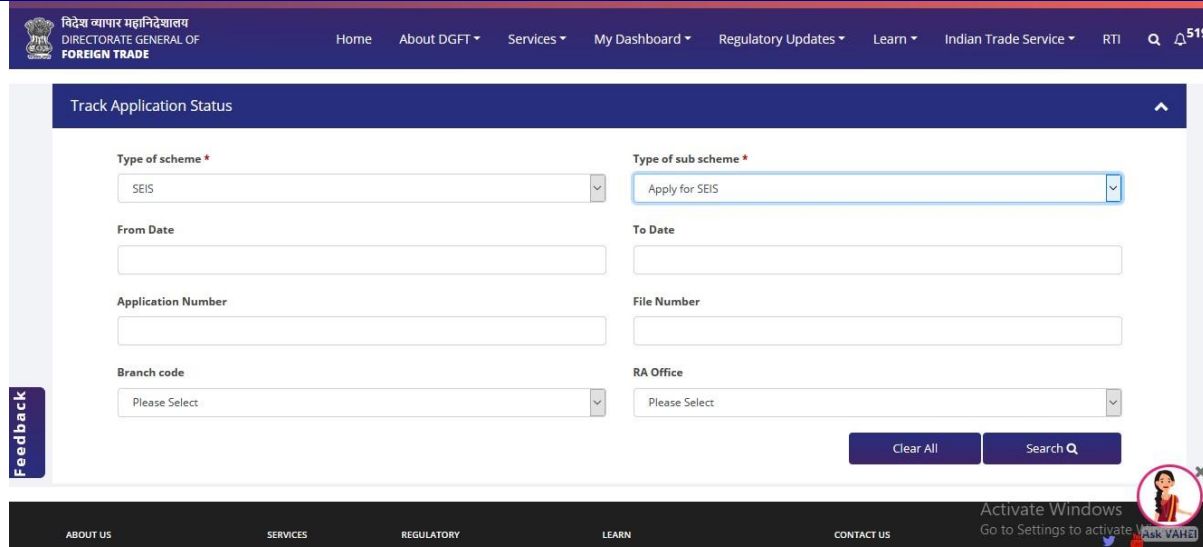 विदेश व्यापार महानिदेशालय
DIRECTORATE GENERAL OF
FOREIGN TRADE
Home About DGFT Services My Dashboard Regulatory Updates Learn Indian Trade Service RTI 519
Track Application Status
Type of scheme * Type of sub scheme *
SEIS Apply for SEIS
From Date To Date
Application Number File Number
Branch code RA Office
Please Select Please Select
Feedback
Clear All Search
Activate Windows
Go to Settings to activate
Ask VAHEI
ABOUT US SERVICES REGULATORY LEARN CONTACT US